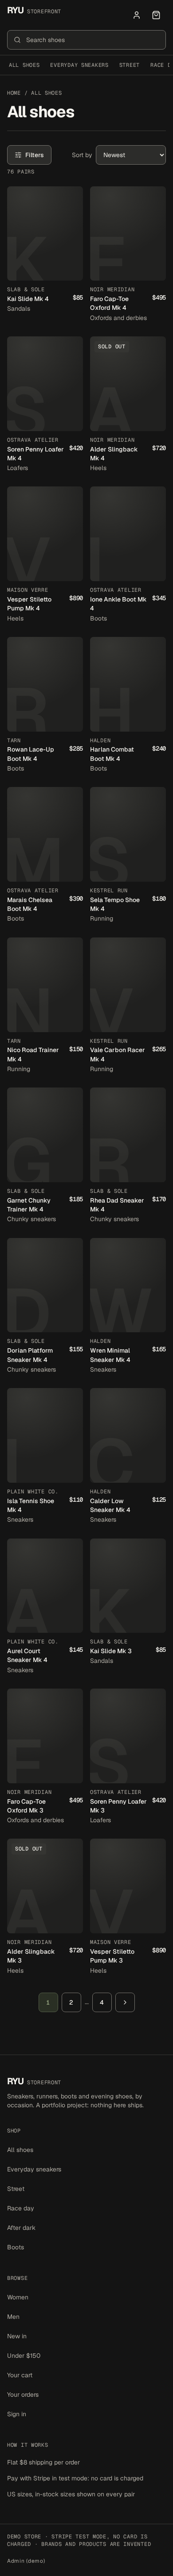 RYU STOREFRONT
Search shoes
ALL SHOES EVERYDAY SNEAKERS STREET RACE
HOME / ALL SHOES
All shoes
Filters
Sort by Newest
76 PAIRS
K
F
SLAB & SOLE
Kai Slide Mk 4 $85
Sandals
NOIR MERIDIAN
Faro Cap-Toe Oxford Mk 4 $495
Oxfords and derbies
S
SOLD OUT
A
OSTRAVA ATELIER
Soren Penny Loafer Mk 4 $420
Loafers
NOIR MERIDIAN
Alder Slingback Mk 4 $720
Heels
V
I
MAISON VERRE
Vesper Stiletto Pump Mk 4 $890
Heels
OSTRAVA ATELIER
Ione Ankle Boot Mk 4 $345
Boots
R
H
TARN
Rowan Lace-Up Boot Mk 4 $285
Boots
HALDEN
Harlan Combat Boot Mk 4 $240
Boots
M
S
OSTRAVA ATELIER
Marais Chelsea Boot Mk 4 $390
Boots
KESTREL RUN
Sela Tempo Shoe Mk 4 $180
Running
N
V
TARN
Nico Road Trainer Mk 4 $150
Running
KESTREL RUN
Vale Carbon Racer Mk 4 $265
Running
G
R
SLAB & SOLE
Garnet Chunky Trainer Mk 4 $185
Chunky sneakers
SLAB & SOLE
Rhea Dad Sneaker Mk 4 $170
Chunky sneakers
D
W
SLAB & SOLE
Dorian Platform Sneaker Mk 4 $155
Chunky sneakers
HALDEN
Wren Minimal Sneaker Mk 4 $165
Sneakers
I
C
PLAIN WHITE CO.
Isla Tennis Shoe Mk 4 $110
Sneakers
HALDEN
Calder Low Sneaker Mk 4 $125
Sneakers
A
K
PLAIN WHITE CO.
Aurel Court Sneaker Mk 4 $145
Sneakers
SLAB & SOLE
Kai Slide Mk 3 $85
Sandals
F
S
NOIR MERIDIAN
Faro Cap-Toe Oxford Mk 3 $495
Oxfords and derbies
OSTRAVA ATELIER
Soren Penny Loafer Mk 3 $420
Loafers
SOLD OUT
A
V
NOIR MERIDIAN
Alder Slingback Mk 3 $720
Heels
MAISON VERRE
Vesper Stiletto Pump Mk 3 $890
Heels
1 2 … 4
RYU STOREFRONT
Sneakers, runners, boots and evening shoes, by
occasion. A portfolio project: nothing here ships.
SHOP
All shoes
Everyday sneakers
Street
Race day
After dark
Boots
BROWSE
Women
Men
New in
Under $150
Your cart
Your orders
Sign in
HOW IT WORKS
Flat $8 shipping per order
Pay with Stripe in test mode: no card is charged
US sizes, in-stock sizes shown on every pair
DEMO STORE · STRIPE TEST MODE, NO CARD IS
CHARGED · BRANDS AND PRODUCTS ARE INVENTED
Admin (demo)